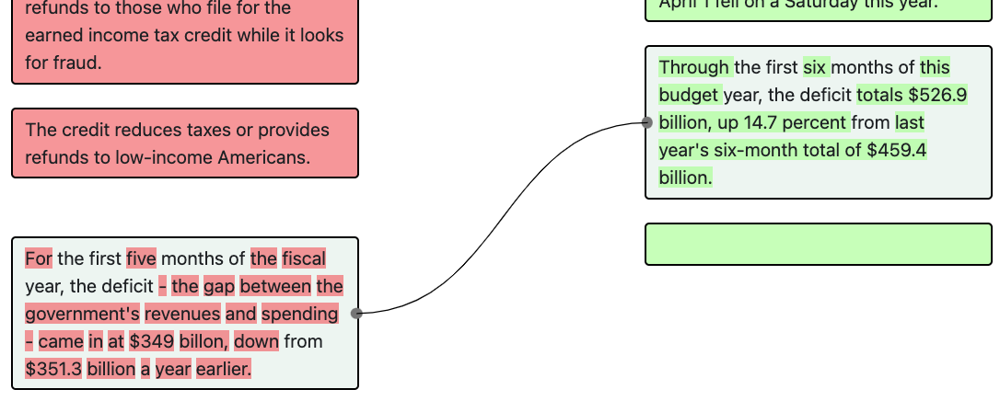 refunds to those who file for the
earned income tax credit while it looks
for fraud.
The credit reduces taxes or provides
refunds to low-income Americans.
For the first five months of the fiscal
year, the deficit - the gap between the
government's revenues and spending
- came in at $349 billon, down from
$351.3 billion a year earlier.
April 1 fell on a Saturday this year.
Through the first six months of this
budget year, the deficit totals $526.9
billion, up 14.7 percent from last
year's six-month total of $459.4
billion.